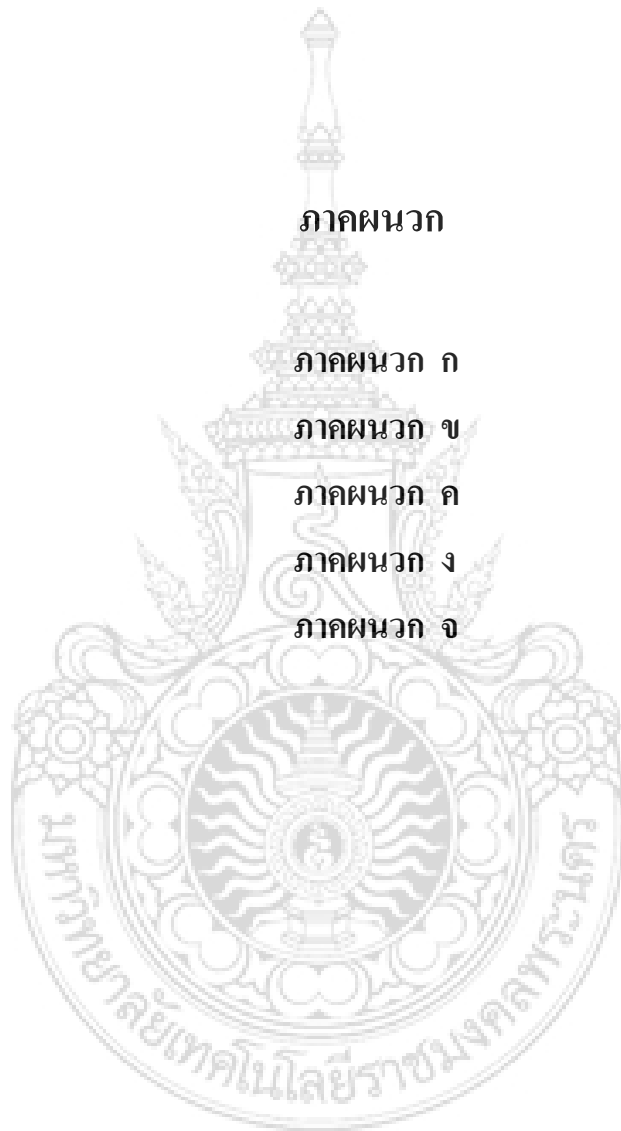 ภาคผนวก
ภาคผนวก ก
ภาคผนวก ข
ภาคผนวก ค
ภาคผนวก ง
ภาคผนวก จ
มหาวิทยาลัยเทคโนโลยีราชมงคลพระนคร